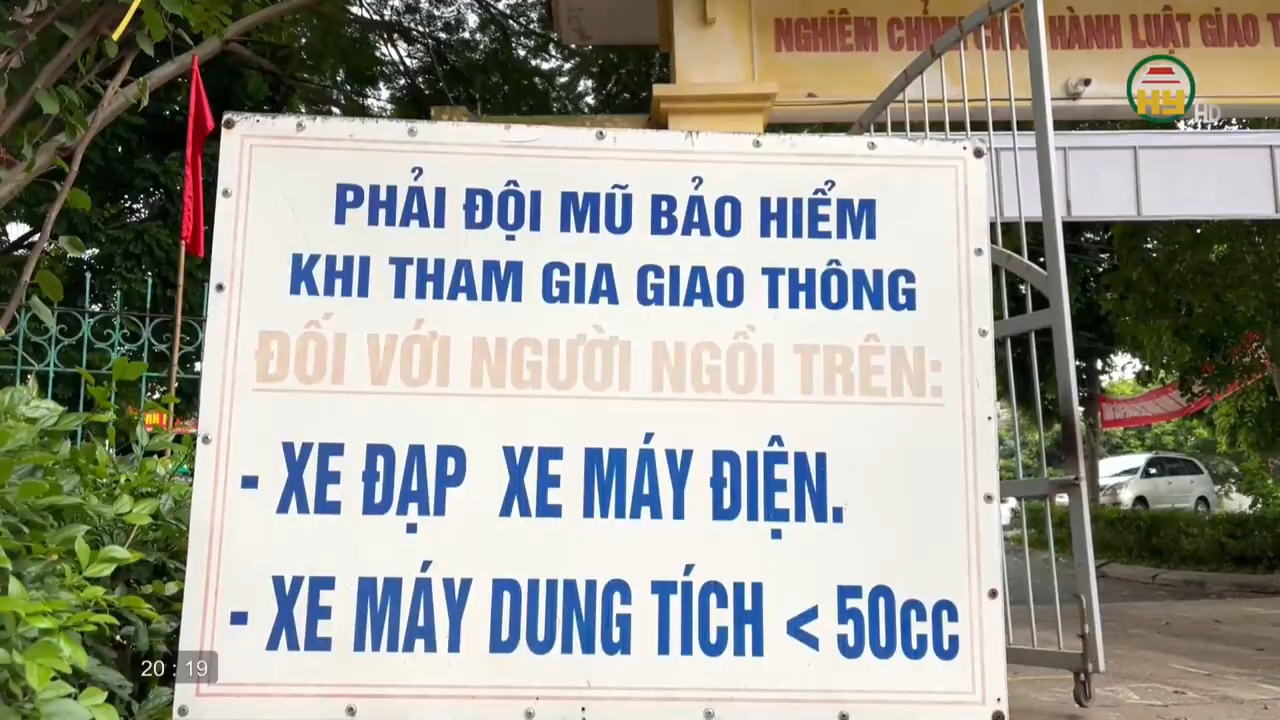 NGHIÊM CHỈNH CHẤP HÀNH LUẬT GIAO T
HY HD
PHẢI ĐỘI MŨ BẢO HIỂM
KHI THAM GIA GIAO THÔNG
ĐỐI VỚI NGƯỜI NGỒI TRÊN:
- XE ĐẠP XE MÁY ĐIỆN.
- XE MÁY DUNG TÍCH < 50cc
20 : 19